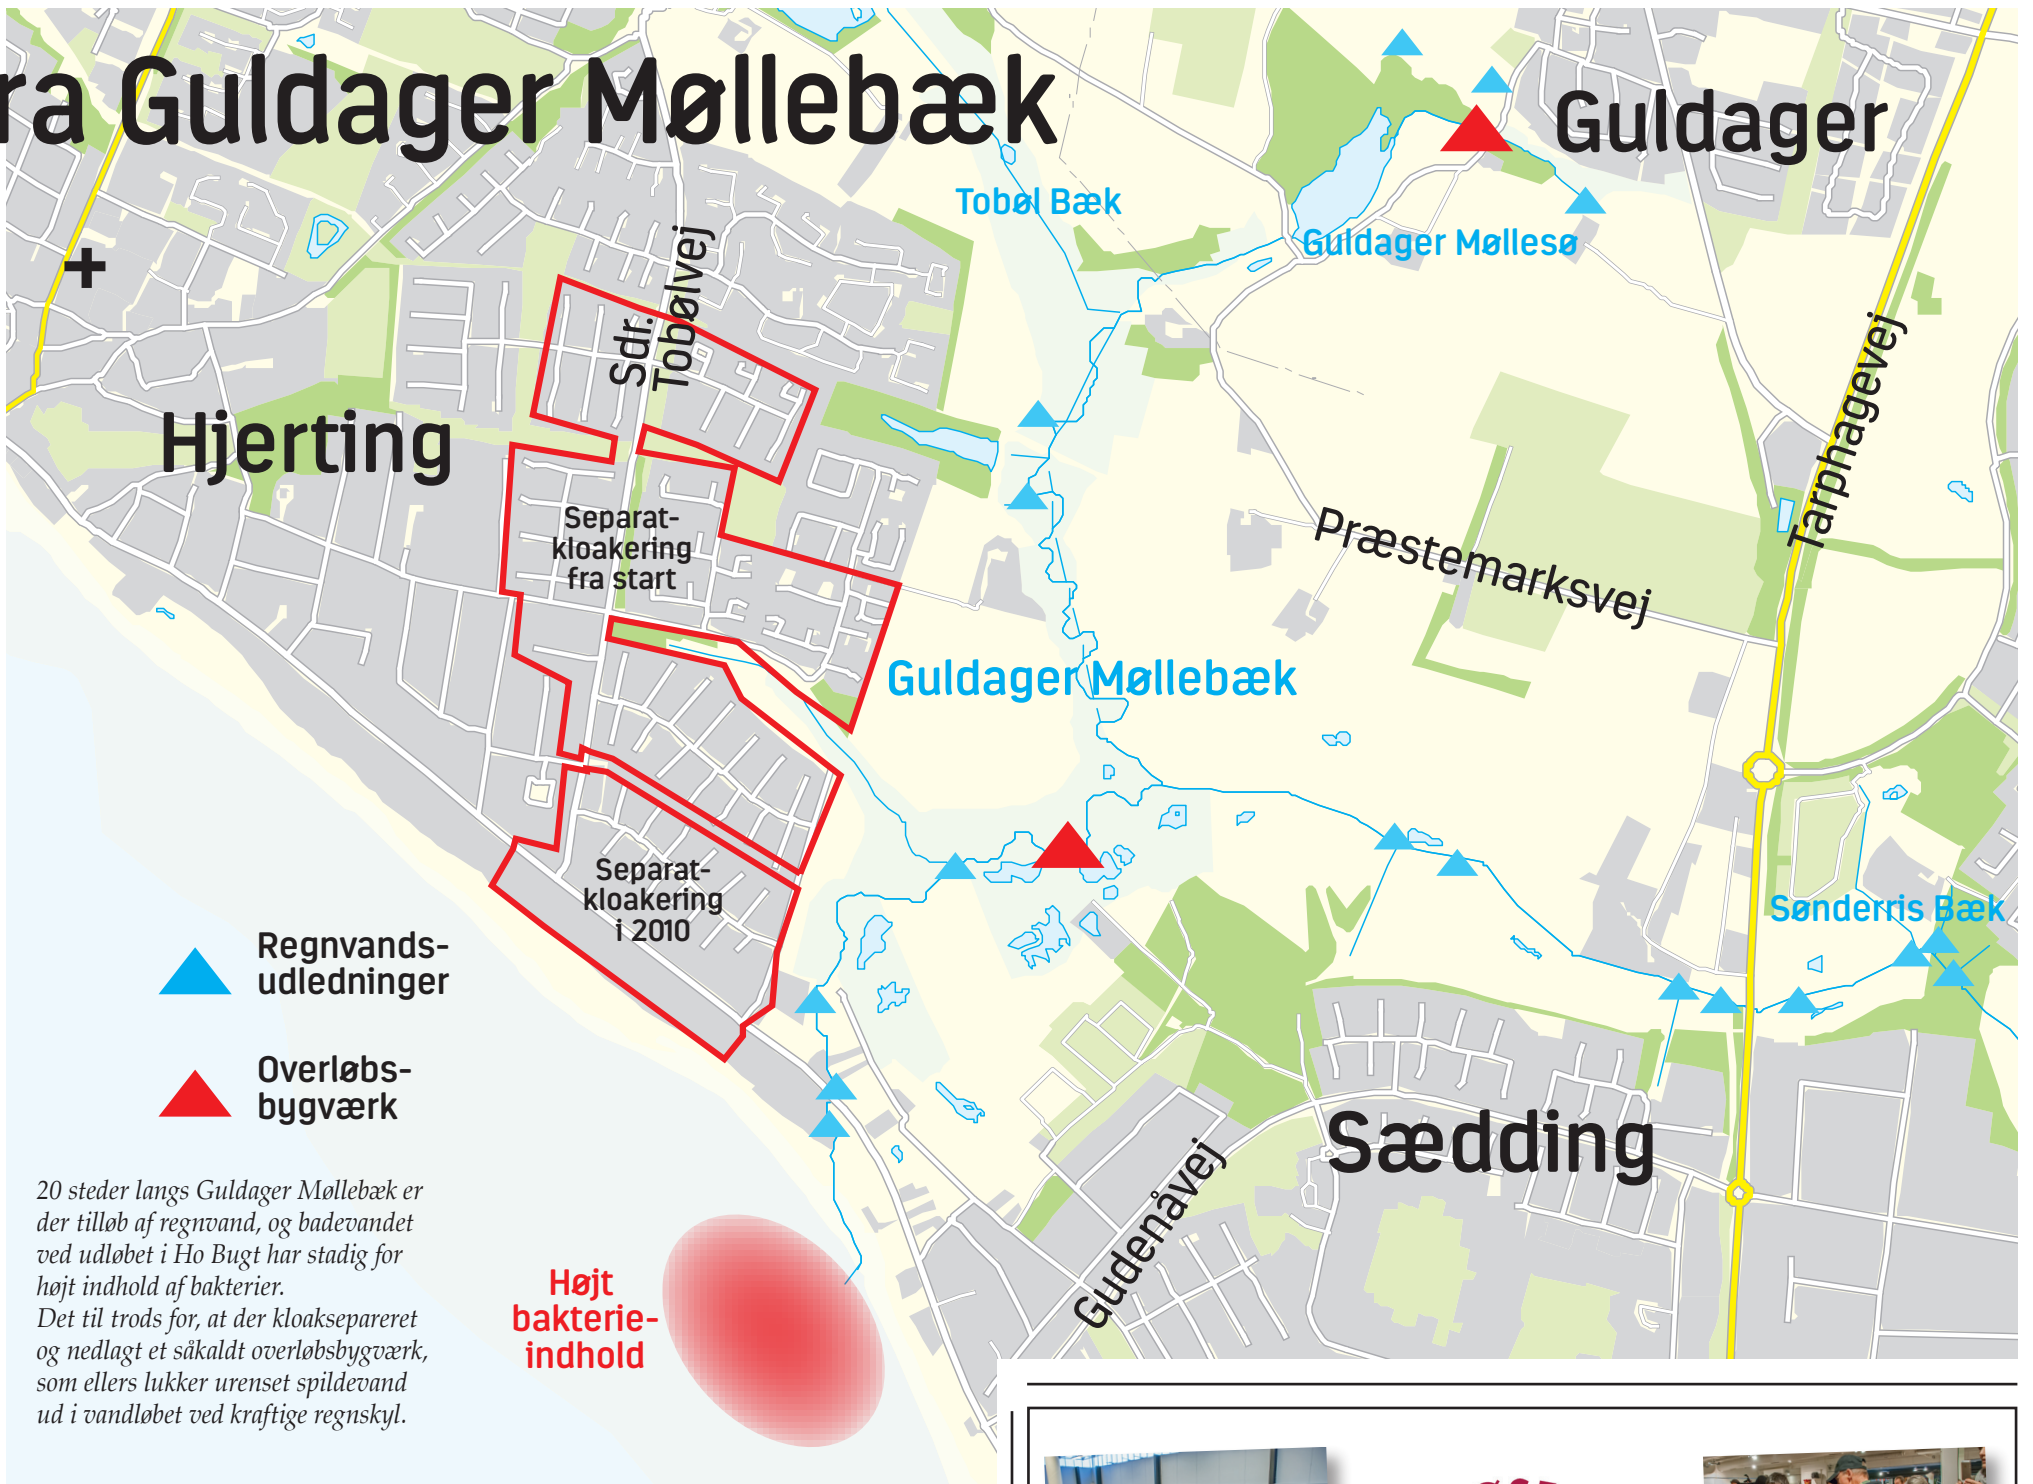 ra Guldager Møllebæk
Guldager
Tobøl Bæk
Guldager Møllesø
Sdr.
Tobølvej
Tarphagevej
Hjerting
Separat-
kloakering
fra start
Præstemarksvej
Guldager Møllebæk
Separat-
kloakering
i 2010
Sønderris Bæk
Regnvands-
udledninger
Overløbs-
bygværk
Sædding
Gudenåvej
20 steder langs Guldager Møllebæk er
der tilløb af regnvand, og badevandet
ved udløbet i Ho Bugt har stadig for
højt indhold af bakterier.
Det til trods for, at der kloaksepareret
og nedlagt et såkaldt overløbsbygværk,
som ellers lukker urenset spildevand
ud i vandløbet ved kraftige regnskyl.
Højt
bakterie-
indhold